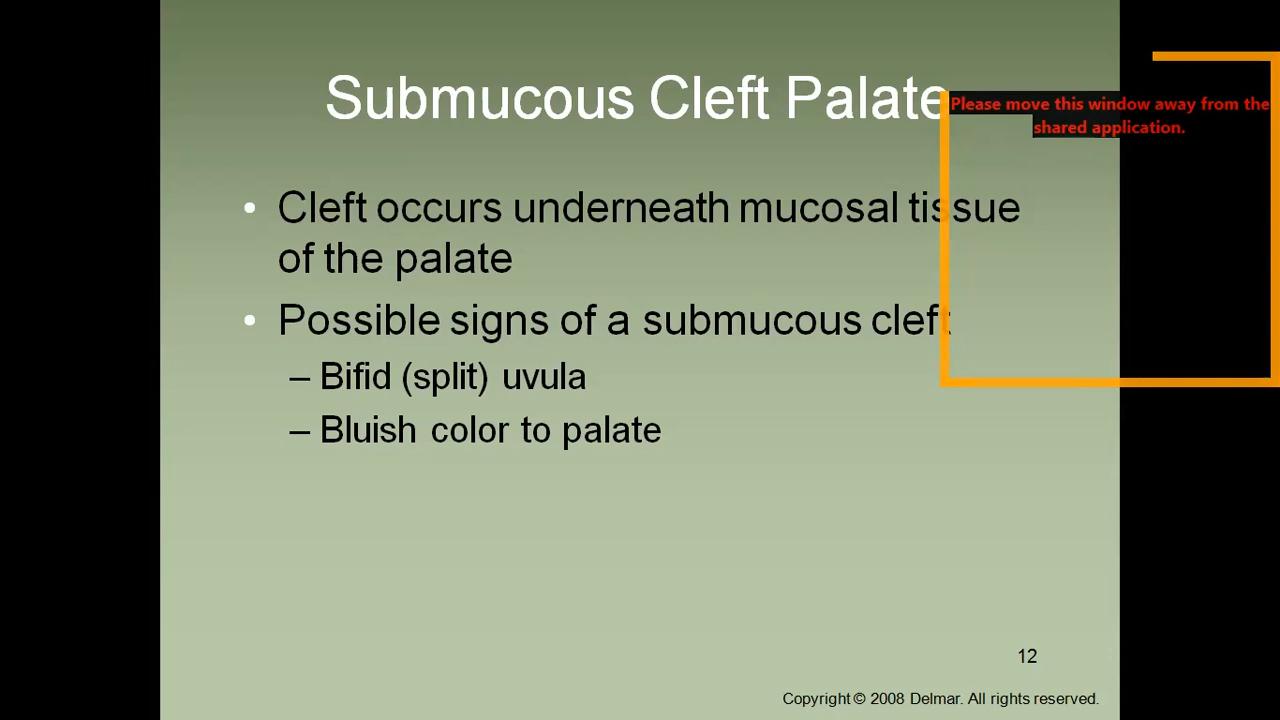 Submucous Cleft Palate
Please move this window away from the
shared application.
• Cleft occurs underneath mucosal tissue
of the palate
• Possible signs of a submucous cleft
– Bifid (split) uvula
– Bluish color to palate
12
Copyright © 2008 Delmar. All rights reserved.